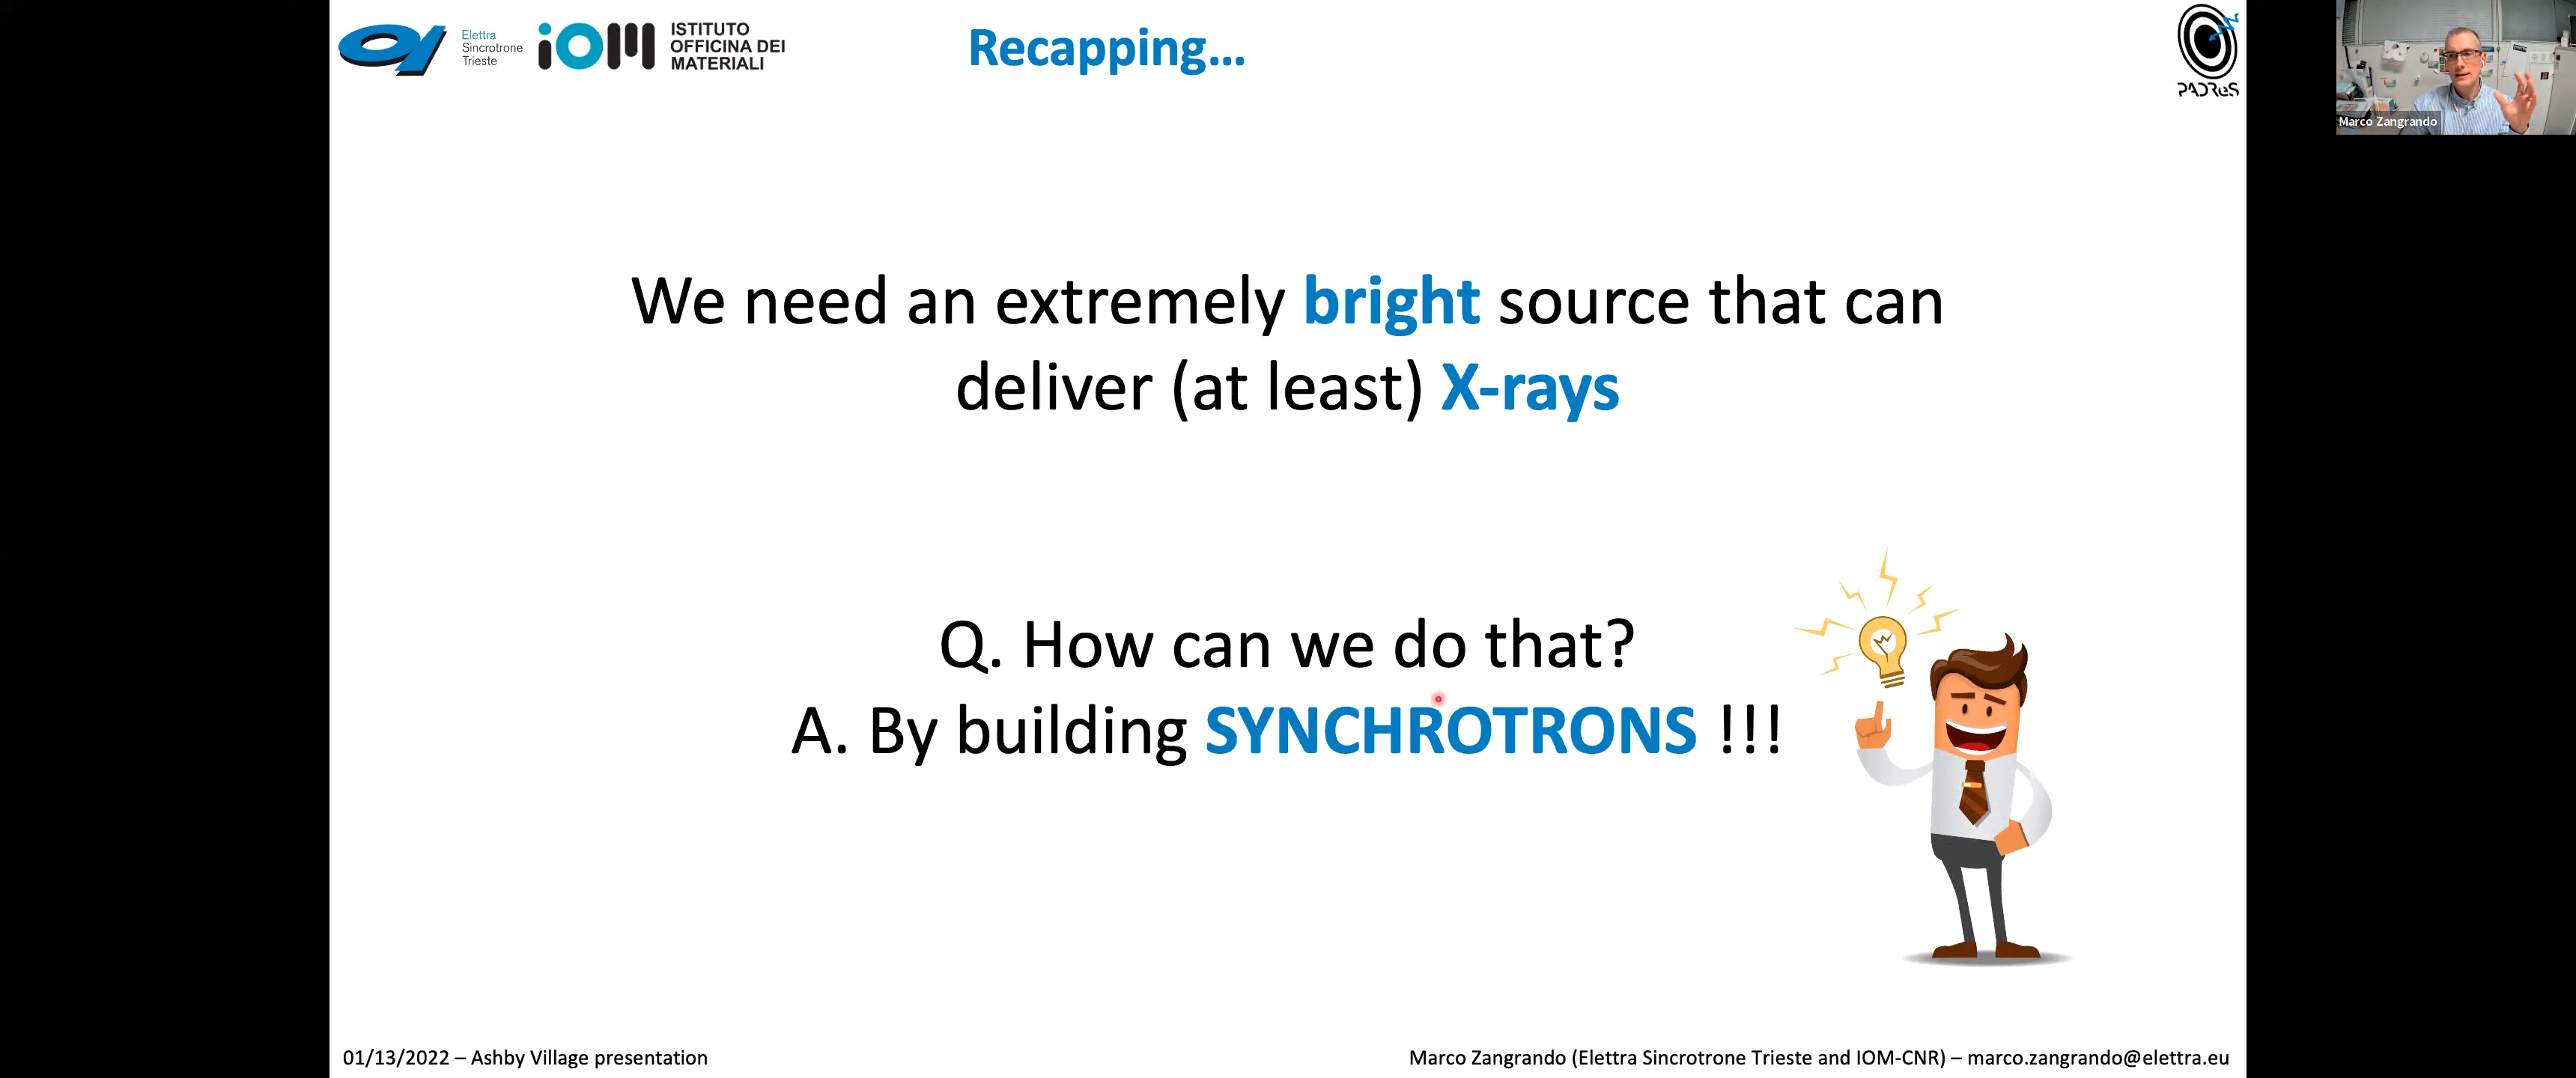 Elettra
Sincrotrone
Trieste
iOM
ISTITUTO
OFFICINA DEI
MATERIALI
Recapping...
PADReS
Marco Zangrando
We need an extremely bright source that can
deliver (at least) X-rays
Q. How can we do that?
A. By building SYNCHROTRONS !!!
01/13/2022 – Ashby Village presentation
Marco Zangrando (Elettra Sincrotrone Trieste and IOM-CNR) – marco.zangrando@elettra.eu